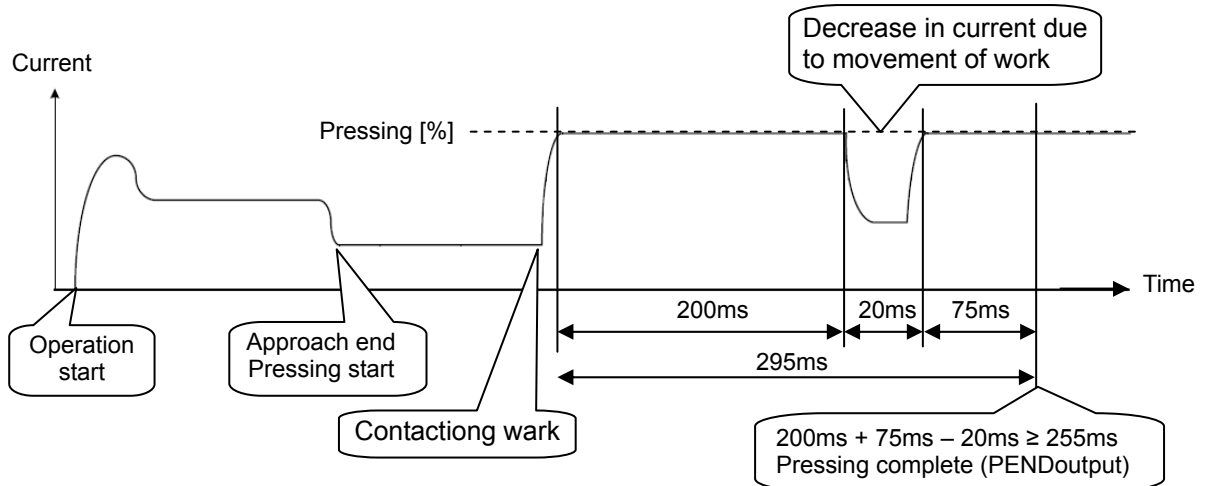 Decrease in current due
to movement of work
Current
Pressing [%]
Time
200ms
20ms
75ms
295ms
Operation
start
Approach end
Pressing start
Contactiong wark
200ms + 75ms – 20ms ≥ 255ms
Pressing complete (PENDoutput)